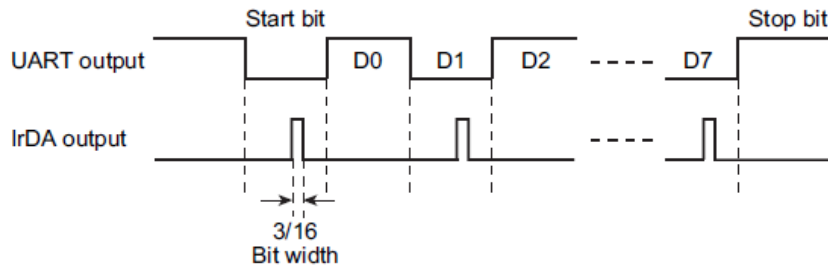 Start bit
Stop bit
UART output
D0
D1
D2
D7
IrDA output
3/16
Bit width